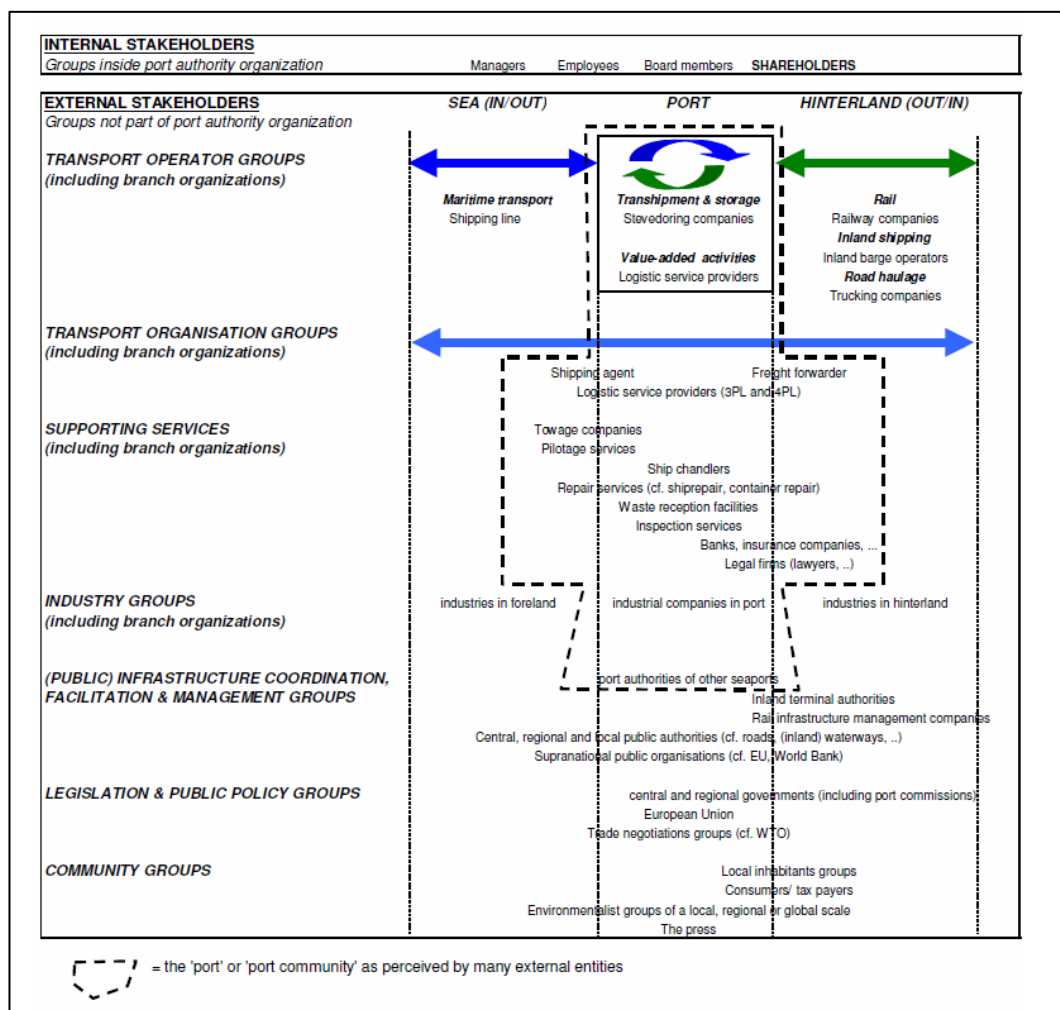 INTERNAL STAKEHOLDERS
Groups inside port authority organization Managers Employees Board members SHAREHOLDERS
EXTERNAL STAKEHOLDERS SEA (IN/OUT) PORT HINTERLAND (OUT/IN)
Groups not part of port authority organization
TRANSPORT OPERATOR GROUPS
(including branch organizations)
Maritime transport Transhipment & storage Rail
Shipping line Stevedoring companies Railway companies
Inland shipping
Value-added activities Inland barge operators
Logistic service providers Road haulage
Trucking companies
TRANSPORT ORGANISATION GROUPS
(including branch organizations)
Shipping agent Freight forwarder
Logistic service providers (3PL and 4PL)
SUPPORTING SERVICES Towage companies
(including branch organizations) Pilotage services
Ship chandlers
Repair services (cf. shiprepair, container repair)
Waste reception facilities
Inspection services
Banks, insurance companies, ...
Legal firms (lawyers, ..)
INDUSTRY GROUPS industries in foreland industrial companies in port industries in hinterland
(including branch organizations)
(PUBLIC) INFRASTRUCTURE COORDINATION, port authorities of other seaports
FACILITATION & MANAGEMENT GROUPS Inland terminal authorities
Rail infrastructure management companies
Central, regional and local public authorities (cf. roads, (inland) waterways, ..)
Supranational public organisations (cf. EU, World Bank)
LEGISLATION & PUBLIC POLICY GROUPS central and regional governments (including port commissions)
European Union
Trade negotiations groups (cf. WTO)
COMMUNITY GROUPS Local inhabitants groups
Consumers/ tax payers
Environmentalist groups of a local, regional or global scale
The press
= the 'port' or 'port community' as perceived by many external entities